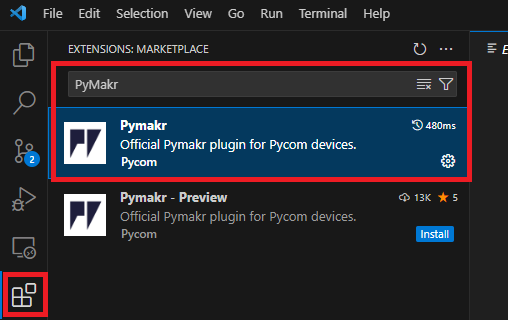 File Edit Selection View Go Run Terminal Help
EXTENSIONS: MARKETPLACE
PyMakr
Pymakr 480ms
Official Pymakr plugin for Pycom devices.
Pycom
Pymakr - Preview 13K 5
Official Pymakr plugin for Pycom devices.
Pycom Install
2